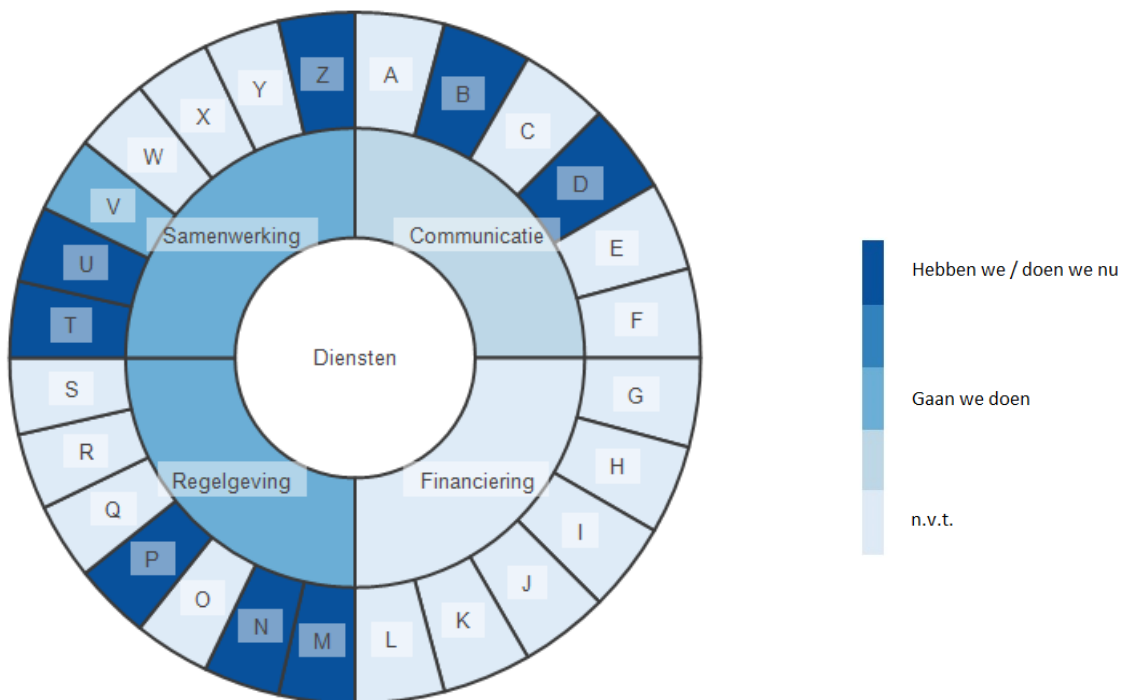 Z
A
Y
B
X
C
W
D
V
Samenwerking
Communicatie
E
U
T
F
Diensten
S
G
R
H
Regelgeving
Financiering
Q
I
P
J
O
K
N
M
L
Hebben we / doen we nu
Gaan we doen
n.v.t.